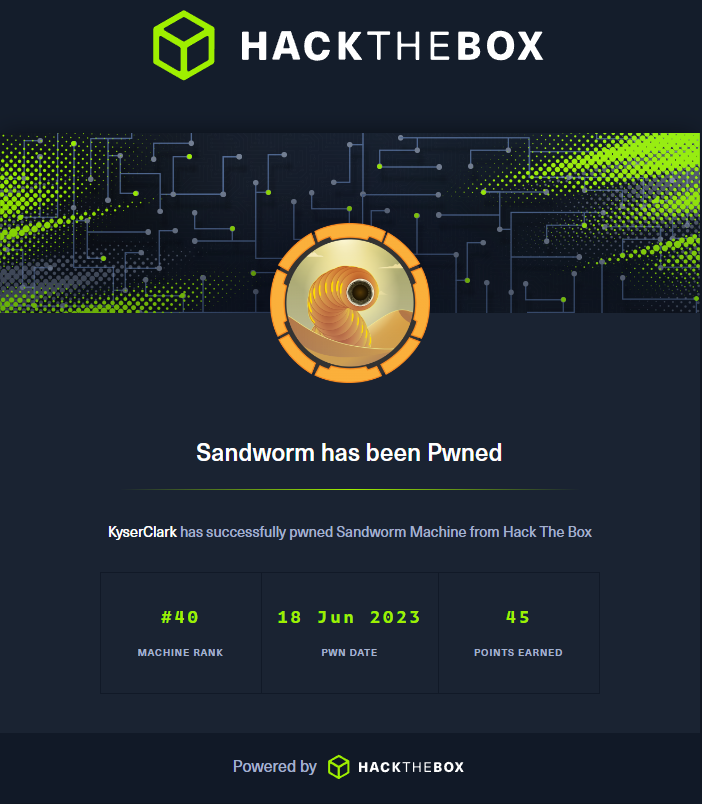 HACKTHEBOX
Sandworm has been Pwned
KyserClark has successfully pwned Sandworm Machine from Hack The Box
#40 18 Jun 2023 45
MACHINE RANK PWN DATE POINTS EARNED
Powered by HACKTHEBOX